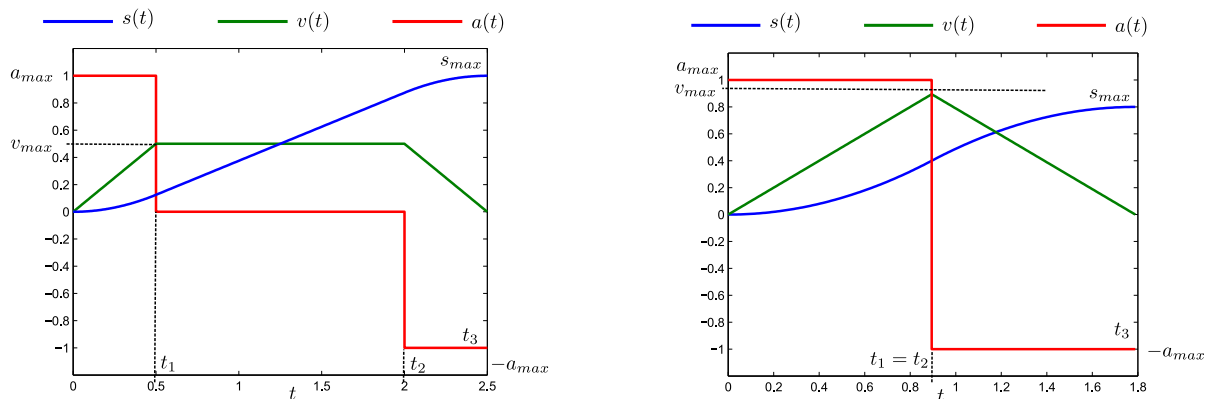 s(t) v(t) a(t)
a_max 1
s_max
0.8
0.6
v_max 0.4
0.2
0
−0.2
−0.4
−0.6
−0.8
t_3
−1
t_1 t_2
−a_max
0 0.5 1 1.5 2 2.5
t
s(t) v(t) a(t)
a_max
1
v_max
s_max
0.8
0.6
0.4
0.2
0
−0.2
−0.4
−0.6
−0.8
t_3
−1
t_1 = t_2
−a_max
0 0.2 0.4 0.6 0.8 1 1.2 1.4 1.6 1.8
t